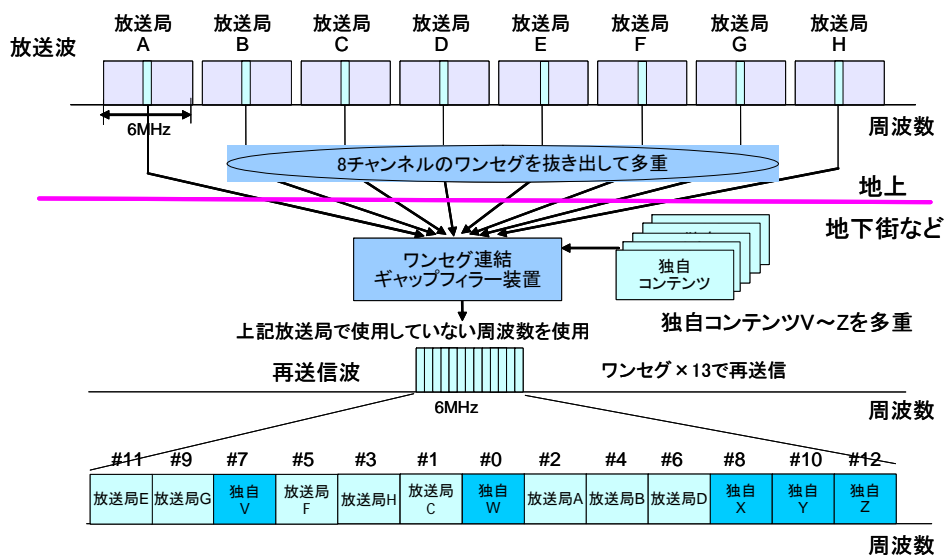 放送波
放送局
A
放送局
B
放送局
C
放送局
D
放送局
E
放送局
F
放送局
G
放送局
H
6MHz
周波数
8チャンネルのワンセグを抜き出して多重
地上
地下街など
ワンセグ連結
ギャップフィラー装置
独自
コンテンツ
上記放送局で使用していない周波数を使用
独自コンテンツV～Zを多重
再送信波
ワンセグ×13で再送信
6MHz
周波数
#11 #9 #7 #5 #3 #1 #0 #2 #4 #6 #8 #10 #12
放送局E
放送局G
独自
V
放送局
F
放送局H
放送局
C
独自
W
放送局A
放送局B
放送局D
独自
X
独自
Y
独自
Z
周波数